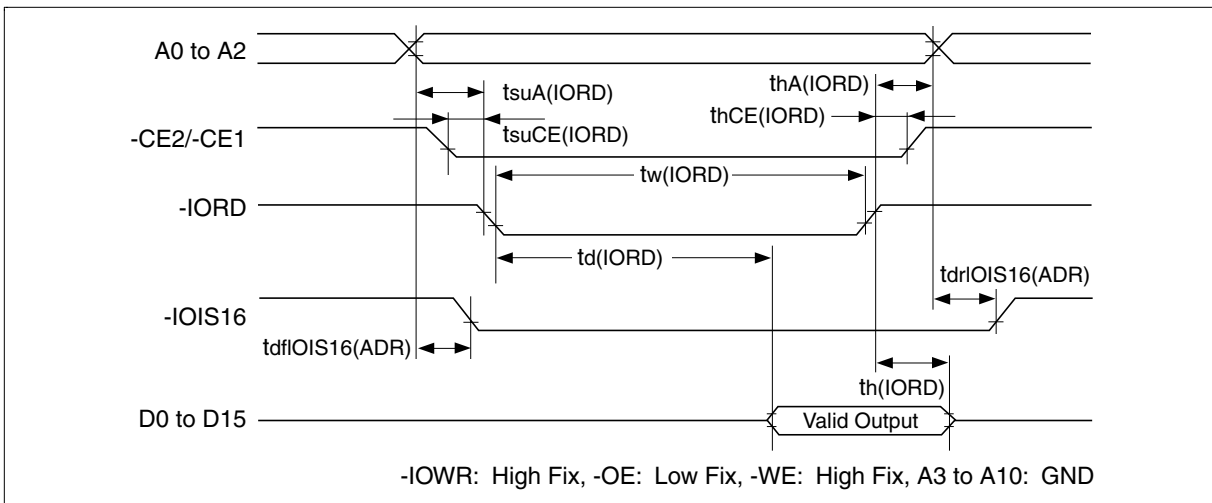 A0 to A2
tsuA(IORD)
thA(IORD)
-CE2/-CE1
tsuCE(IORD)
thCE(IORD)
tw(IORD)
-IORD
td(IORD)
tdrIOIS16(ADR)
-IOIS16
tdfIOIS16(ADR)
th(IORD)
D0 to D15
Valid Output
-IOWR: High Fix, -OE: Low Fix, -WE: High Fix, A3 to A10: GND